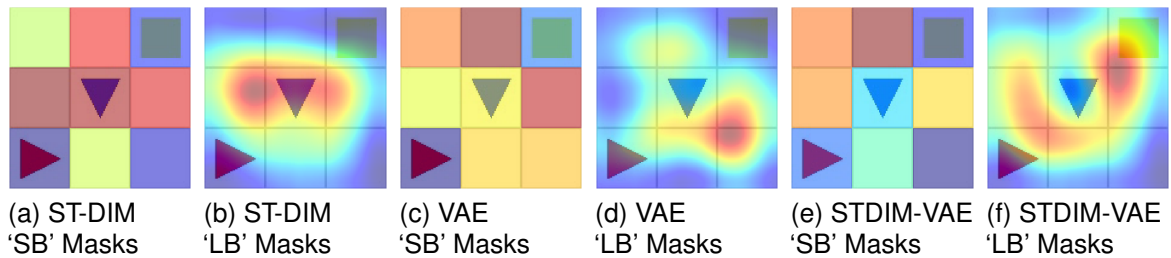 (a) ST-DIM
'SB' Masks
(b) ST-DIM
'LB' Masks
(c) VAE
'SB' Masks
(d) VAE
'LB' Masks
(e) STDIM-VAE
'SB' Masks
(f) STDIM-VAE
'LB' Masks